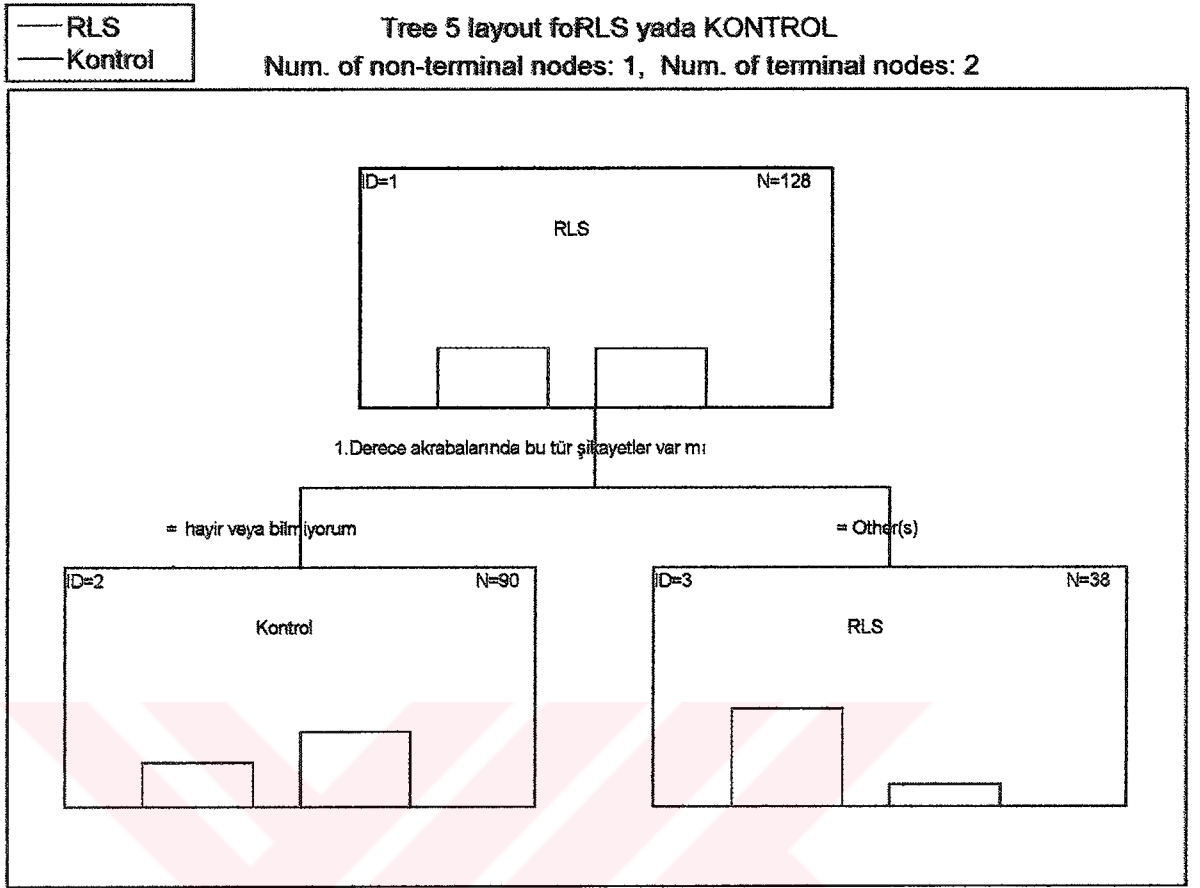 RLS
Kontrol
Tree 5 layout foRLS yada KONTROL
Num. of non-terminal nodes: 1, Num. of terminal nodes: 2
ID=1 N=128
RLS
1.Derece akrabalarında bu tür şikayetler var mı
= hayir veya bilmiyorum
= Other(s)
ID=2 N=90
Kontrol
ID=3 N=38
RLS